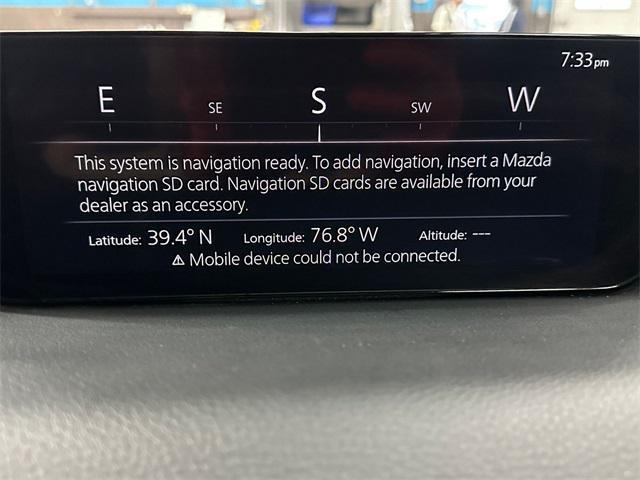 7:33pm
E SE S SW W
This system is navigation ready. To add navigation, insert a Mazda
navigation SD card. Navigation SD cards are available from your
dealer as an accessory.
Latitude: 39.4° N Longitude: 76.8° W Altitude: ---
⚠ Mobile device could not be connected.